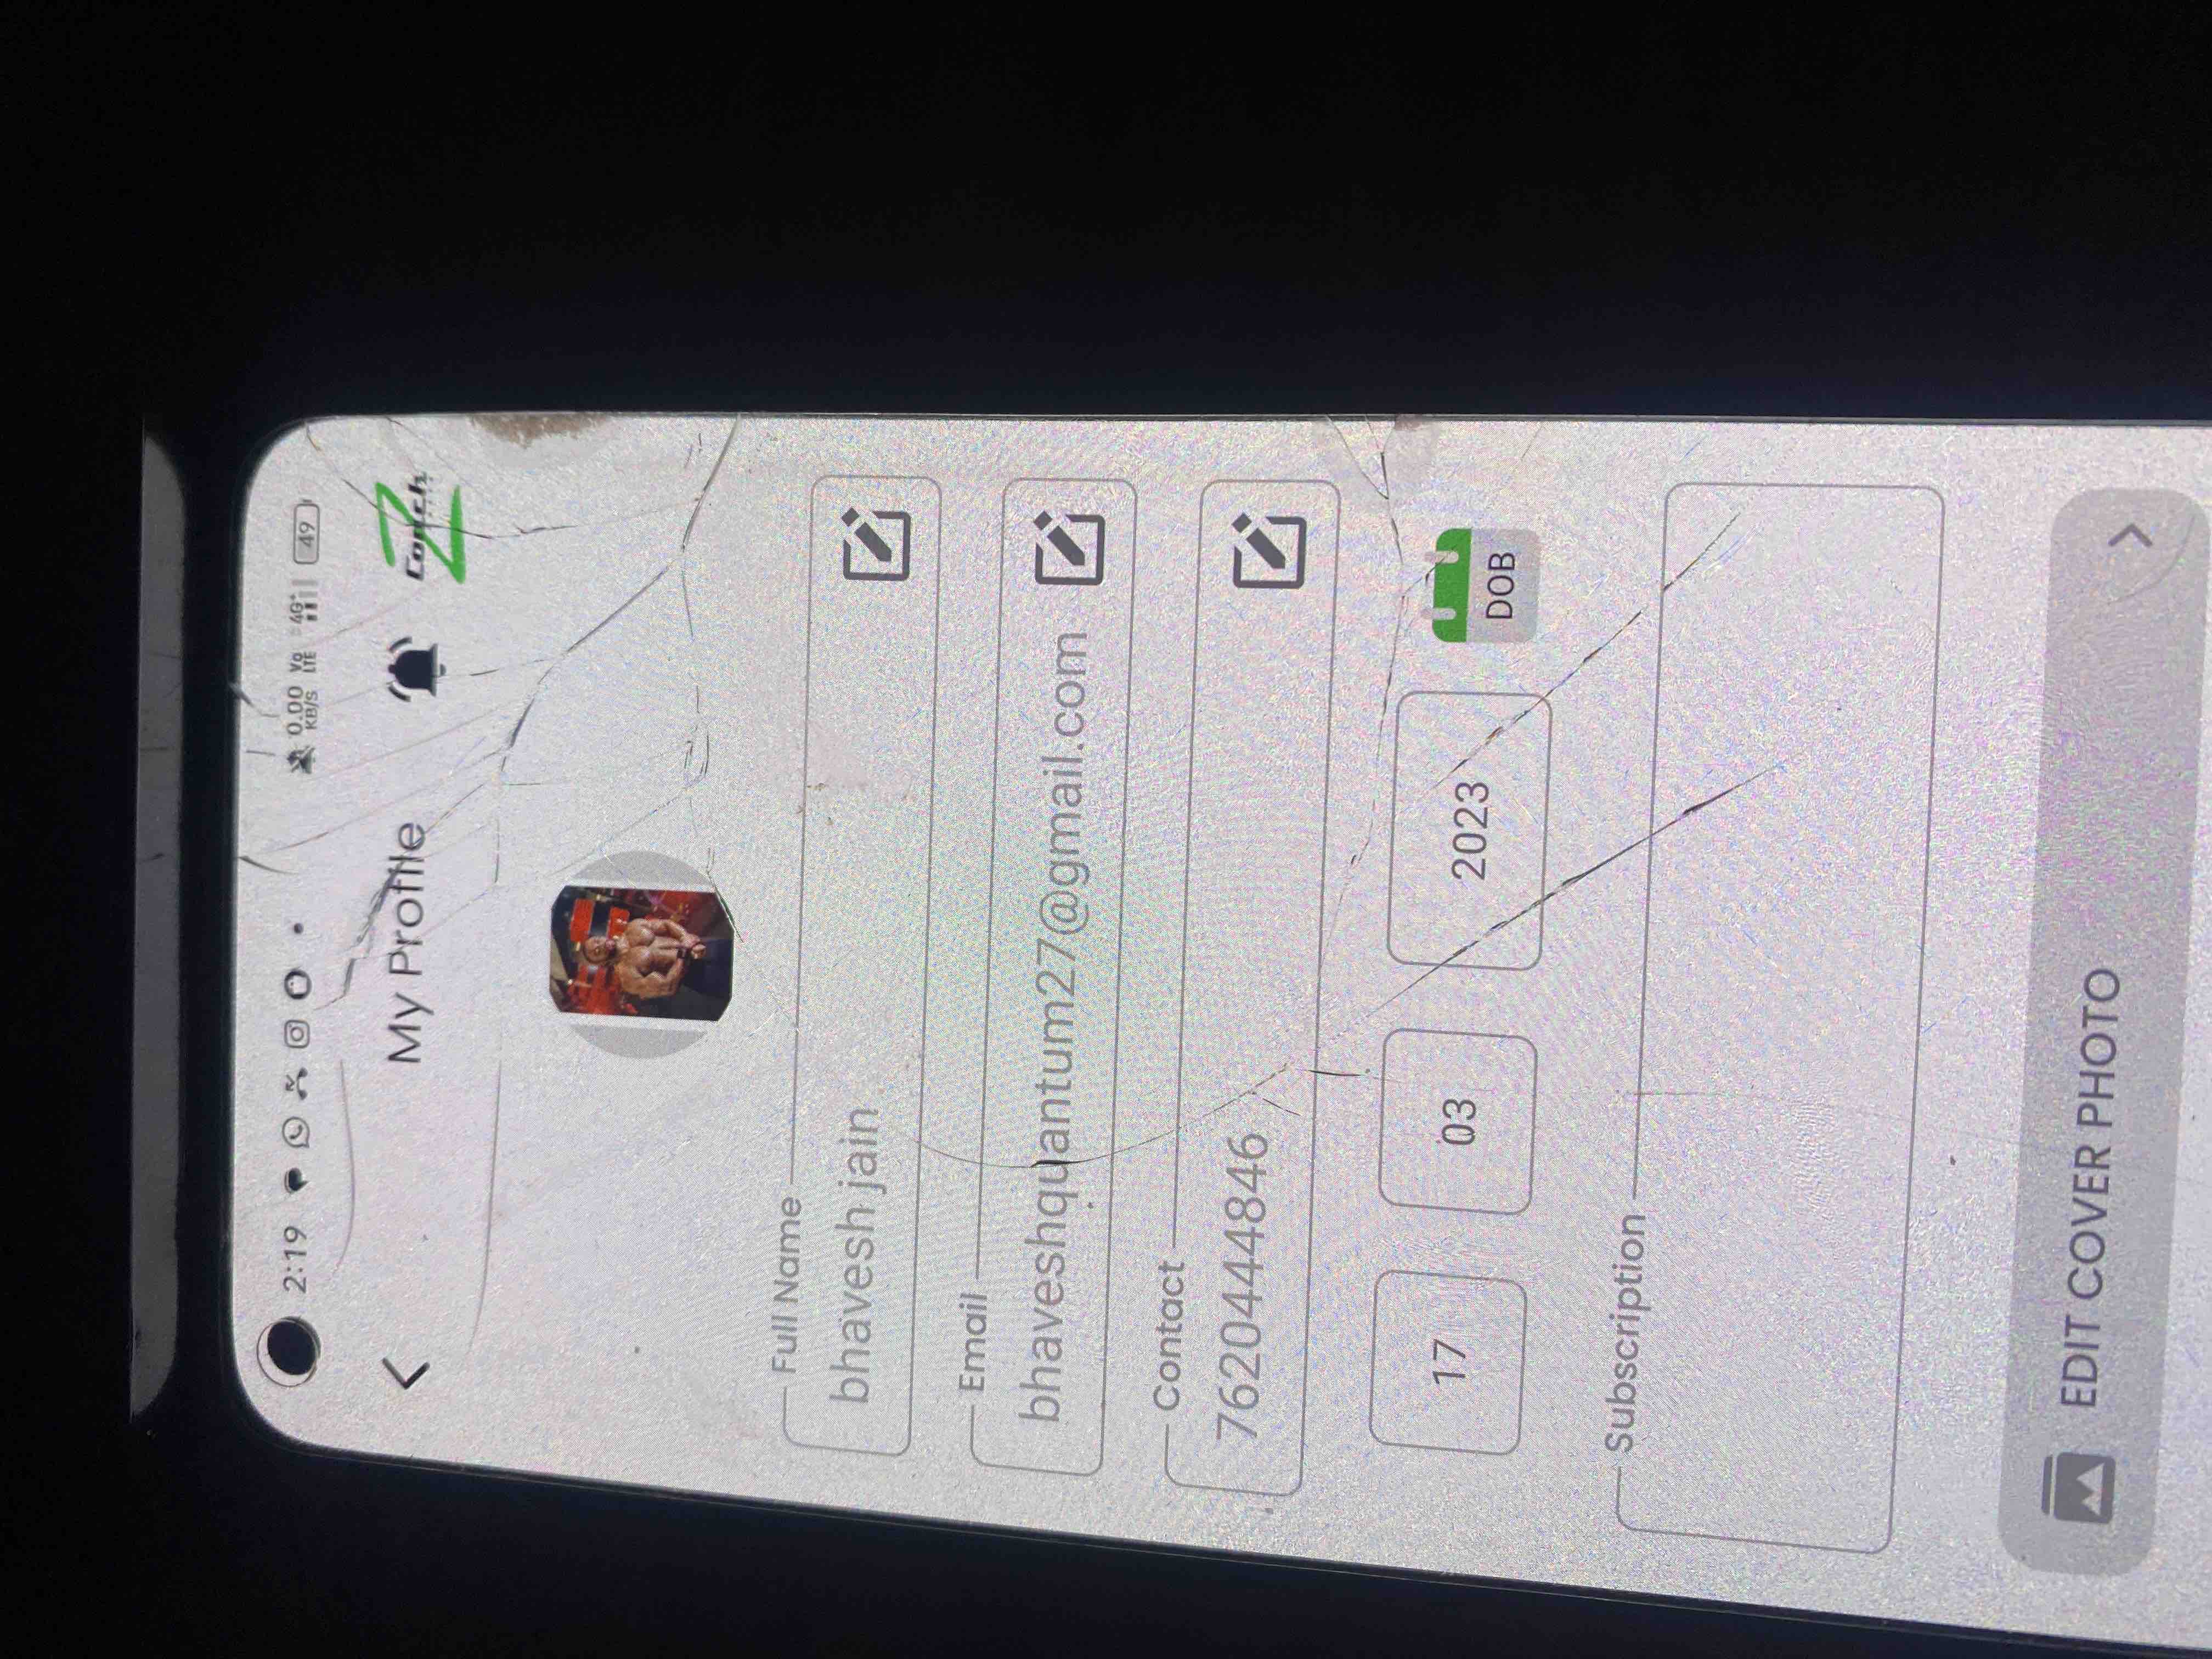 2:19 0.00 KB/S Vo LTE 4G+ 49
My Profile
Z Coach
Full Name
bhavesh jain
Email
bhaveshquantum27@gmail.com
Contact
7620444846
17 03 2023 DOB
Subscription
EDIT COVER PHOTO